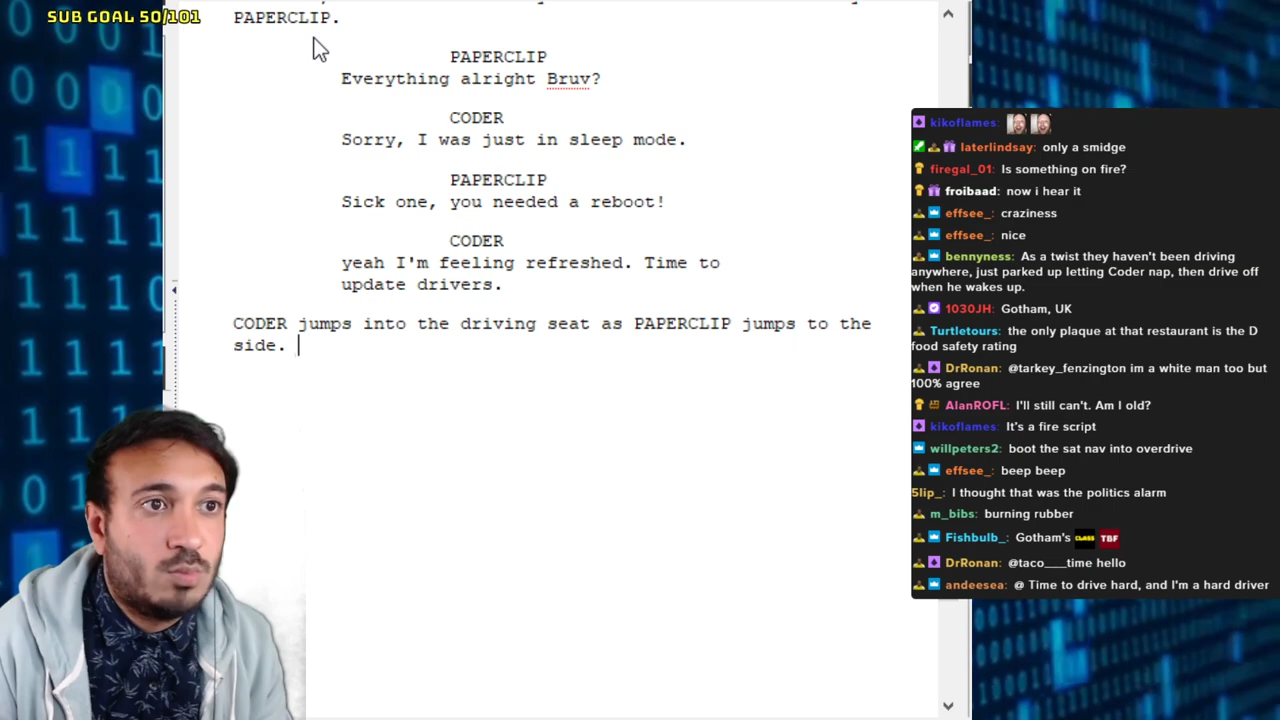 SUB GOAL 50/101
PAPERCLIP.
PAPERCLIP
Everything alright Bruv?
CODER
Sorry, I was just in sleep mode.
PAPERCLIP
Sick one, you needed a reboot!
CODER
yeah I'm feeling refreshed. Time to
update drivers.
CODER jumps into the driving seat as PAPERCLIP jumps to the
side.
kikoflames:
laterlindsay: only a smidge
firegal_01: Is something on fire?
froibaad: now i hear it
effsee_: craziness
effsee_: nice
bennyness: As a twist they haven't been driving
anywhere, just parked up letting Coder nap, then drive off
when he wakes up.
1030JH: Gotham, UK
Turtletours: the only plaque at that restaurant is the D
food safety rating
DrRonan: @tarkey_fenzington im a white man too but
100% agree
AlanROFL: I'll still can't. Am I old?
kikoflames: It's a fire script
willpeters2: boot the sat nav into overdrive
effsee_: beep beep
5lip_: I thought that was the politics alarm
m_bibs: burning rubber
Fishbulb_: Gotham's CLASS TBF
DrRonan: @taco___time hello
andeesea: @ Time to drive hard, and I'm a hard driver